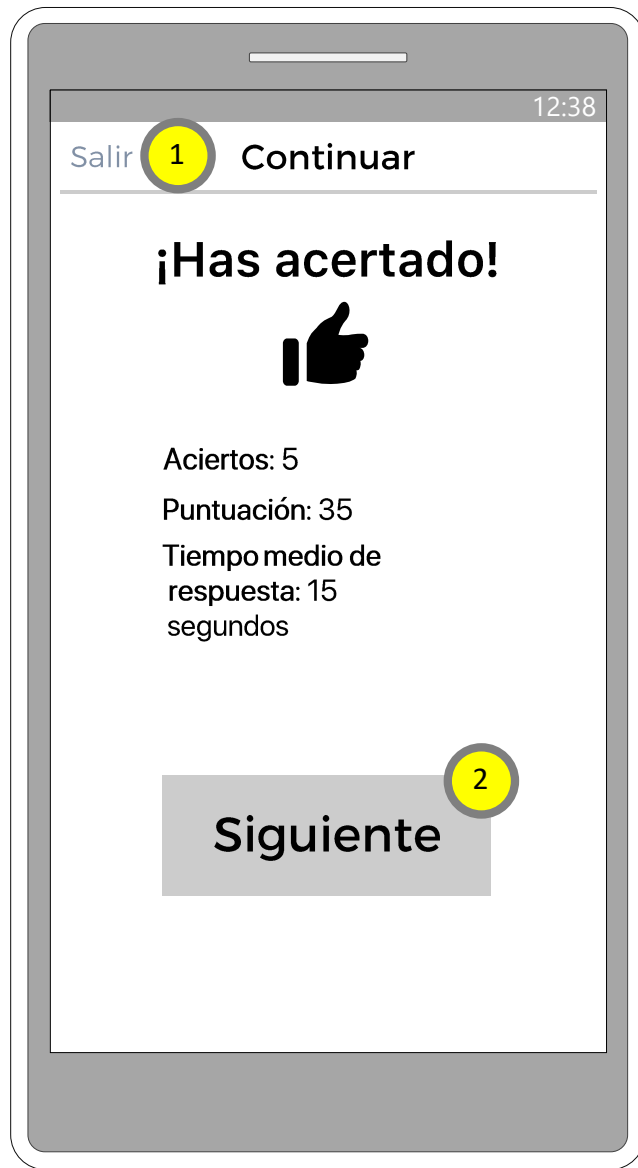 12:38
Salir 1 Continuar
¡Has acertado!
Aciertos: 5
Puntuación: 35
Tiempo medio de
respuesta: 15
segundos
2
Siguiente